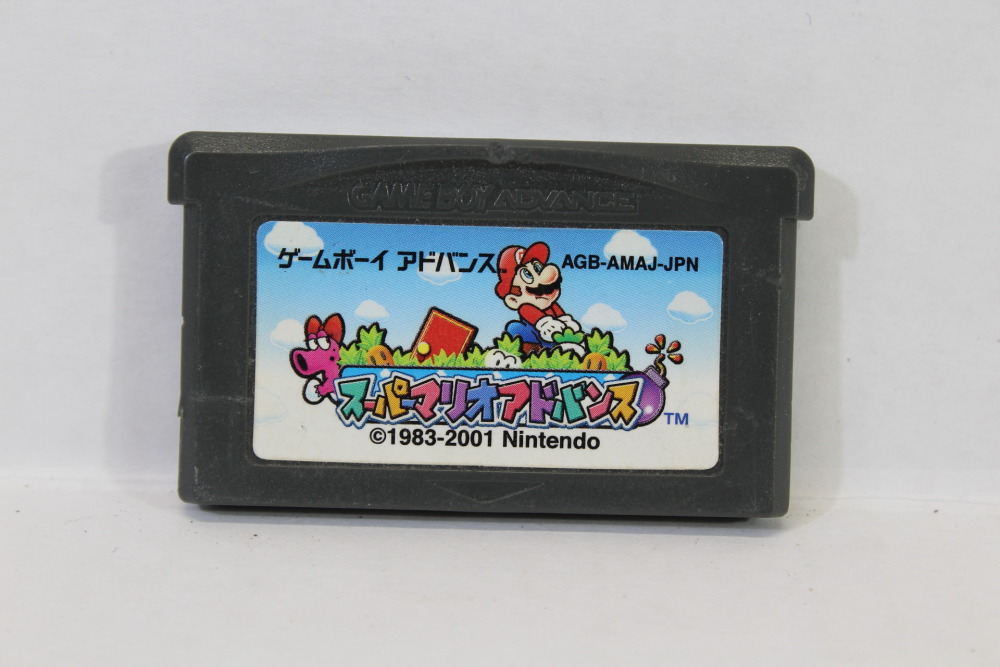 GAME BOY ADVANCE
ゲームボーイ アドバンス AGB-AMAJ-JPN
スーパーマリオアドバンス TM
©1983-2001 Nintendo